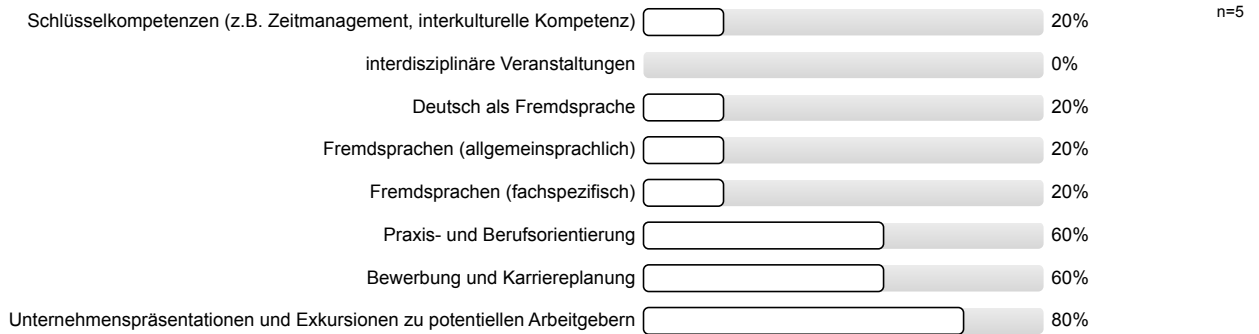 Schlüsselkompetenzen (z.B. Zeitmanagement, interkulturelle Kompetenz) 20% n=5
interdisziplinäre Veranstaltungen 0%
Deutsch als Fremdsprache 20%
Fremdsprachen (allgemeinsprachlich) 20%
Fremdsprachen (fachspezifisch) 20%
Praxis- und Berufsorientierung 60%
Bewerbung und Karriereplanung 60%
Unternehmenspräsentationen und Exkursionen zu potentiellen Arbeitgebern 80%